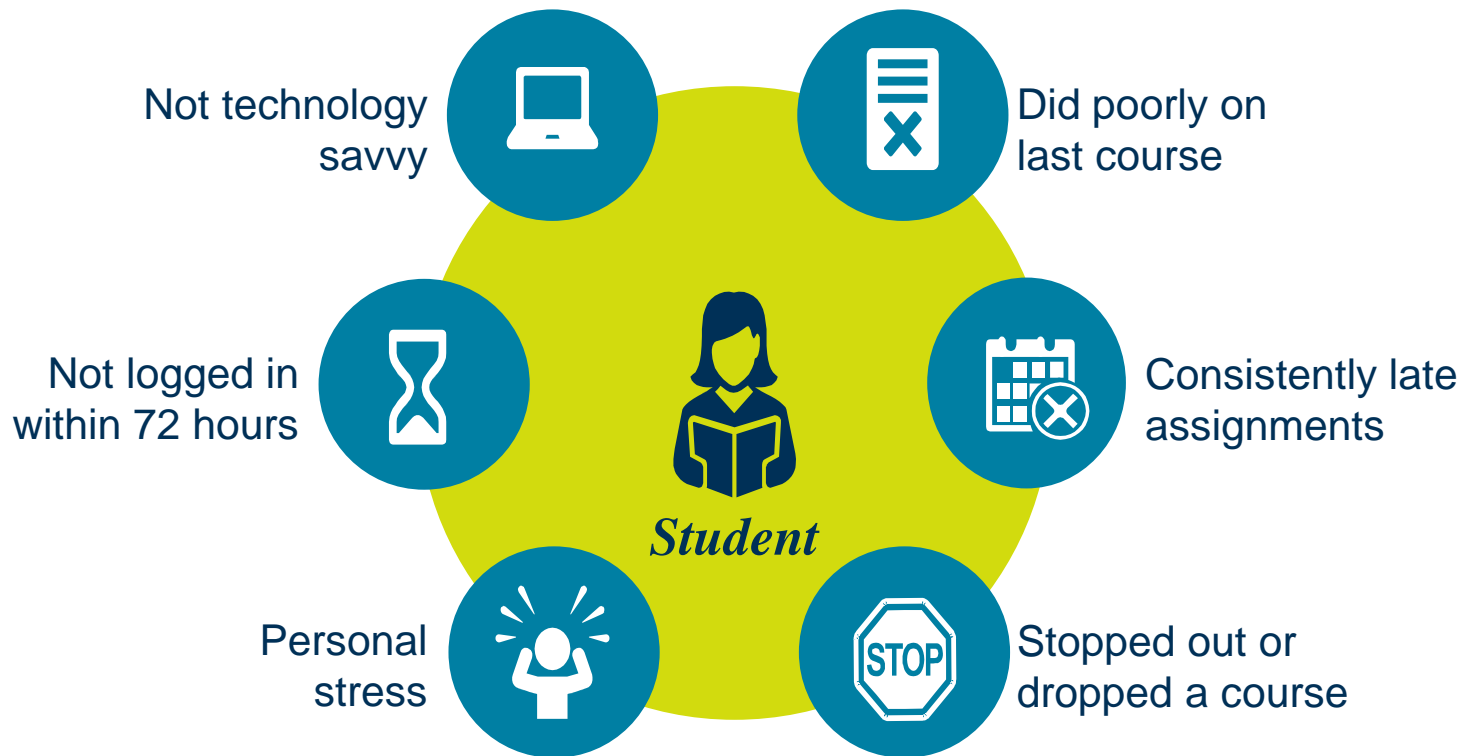 Not technology
savvy
Did poorly on
last course
Not logged in
within 72 hours
Consistently late
assignments
Student
Personal
stress
STOP
Stopped out or
dropped a course